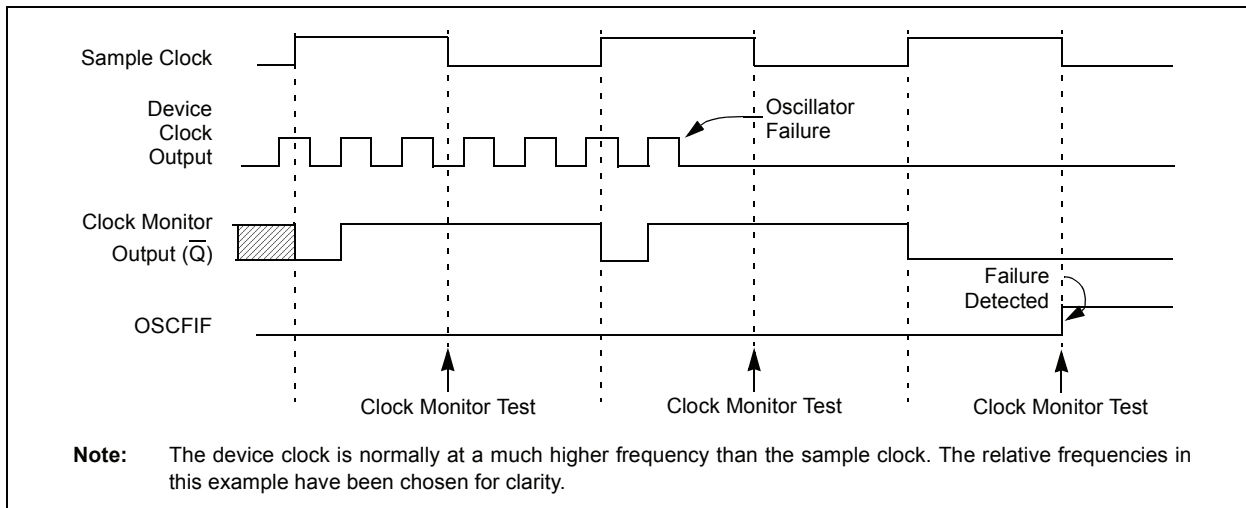 Sample Clock
Device
Clock
Output
Oscillator
Failure
Clock Monitor
Output (Q̅)
Failure
Detected
OSCFIF
Clock Monitor Test
Clock Monitor Test
Clock Monitor Test
Note: The device clock is normally at a much higher frequency than the sample clock. The relative frequencies in
this example have been chosen for clarity.